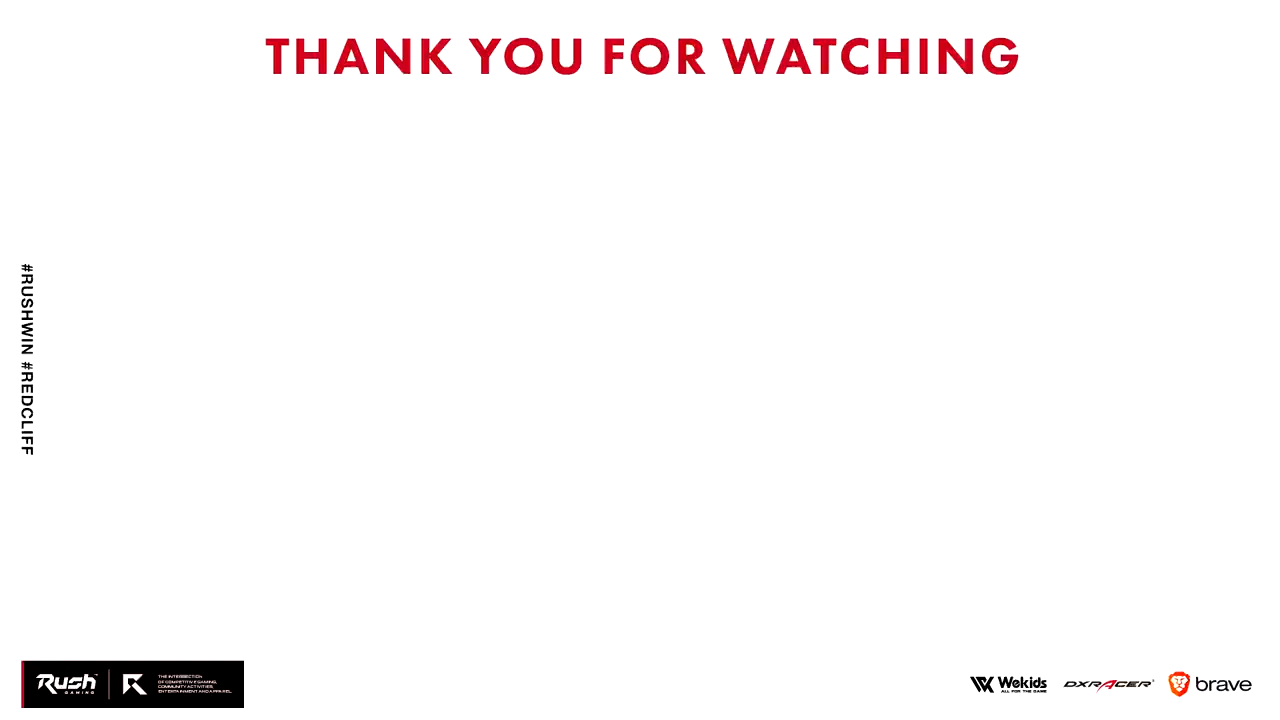 THANK YOU FOR WATCHING
#RUSHWIN #REDCLIFF
Rush
GAMING
THE INTERSECTION
OF COMPETITIVE GAMING,
COMMUNITY ACTIVITIES,
ENTERTAINMENT AND APPAREL.
Wekids
ALL FOR THE GAME
DXRACER
brave